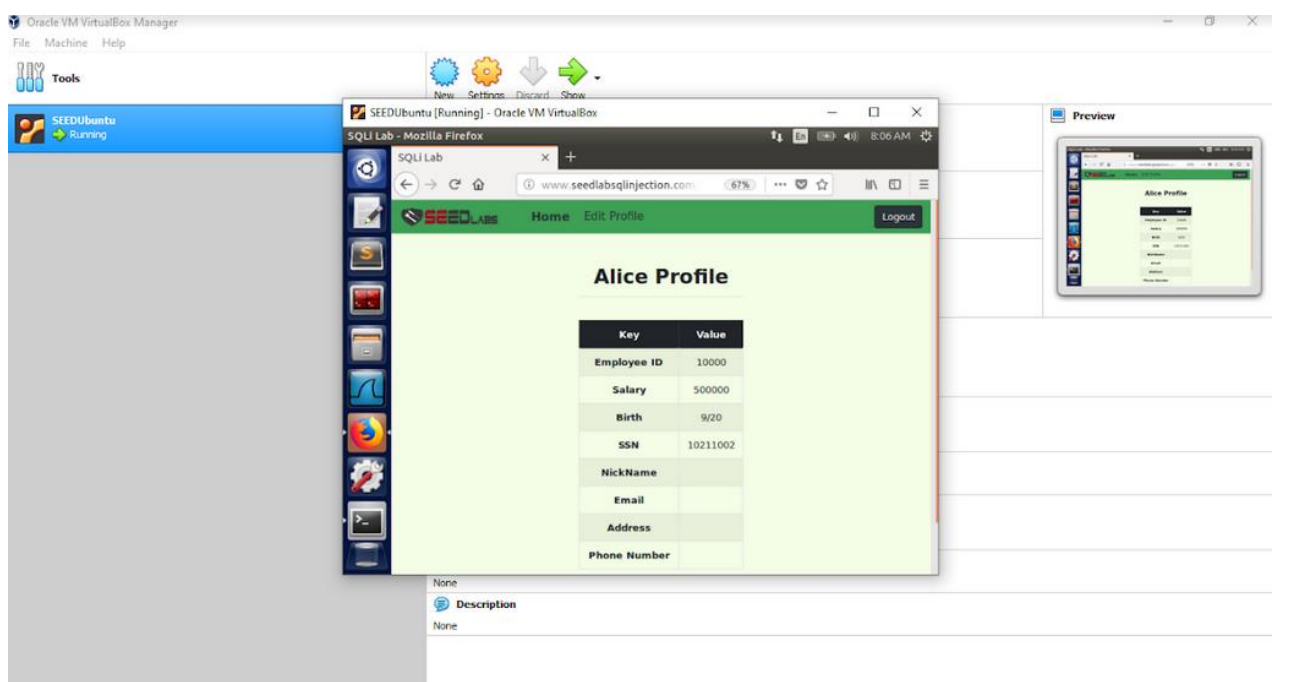 Oracle VM VirtualBox Manager
File Machine Help
Tools
New Settings Discard Show
SEEDUbuntu
Running
Preview
SEEDUbuntu [Running] - Oracle VM VirtualBox
SQLi Lab - Mozilla Firefox
En
8:06 AM
SQLi Lab
www.seedlabsqlinjection.com
67%
SEEDLABS
Home Edit Profile
Logout
Alice Profile
Key Value
Employee ID 10000
Salary 500000
Birth 9/20
SSN 10211002
NickName
Email
Address
Phone Number
None
Description
None
Alice Profile